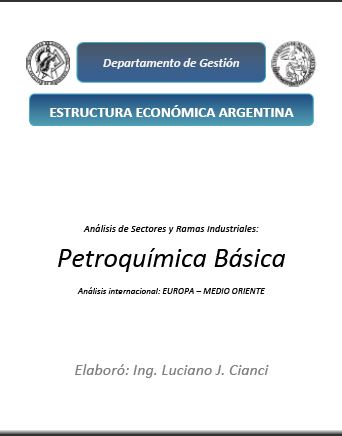 Departamento de Gestión
ESTRUCTURA ECONÓMICA ARGENTINA
Análisis de Sectores y Ramas Industriales:
Petroquímica Básica
Análisis internacional: EUROPA – MEDIO ORIENTE
Elaboró: Ing. Luciano J. Cianci